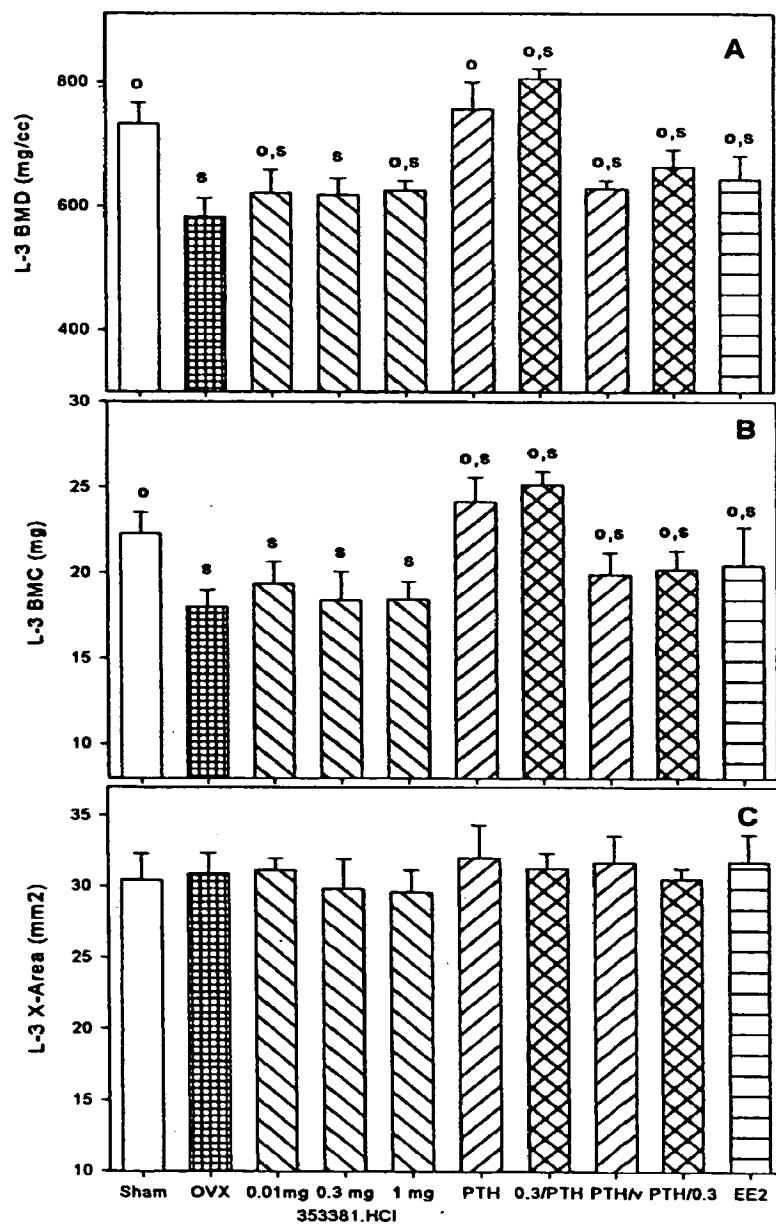 A
L-3 BMD (mg/cc)
800
600
400
o
s
o,s
s
o,s
o
o,s
o,s
o,s
o,s
B
L-3 BMC (mg)
30
25
20
15
10
o
s
s
s
s
o,s
o,s
o,s
o,s
o,s
C
L-3 X-Area (mm2)
35
30
25
20
15
10
Sham OVX 0.01mg 0.3 mg 1 mg PTH 0.3/PTH PTH/v PTH/0.3 EE2
353381.HCl